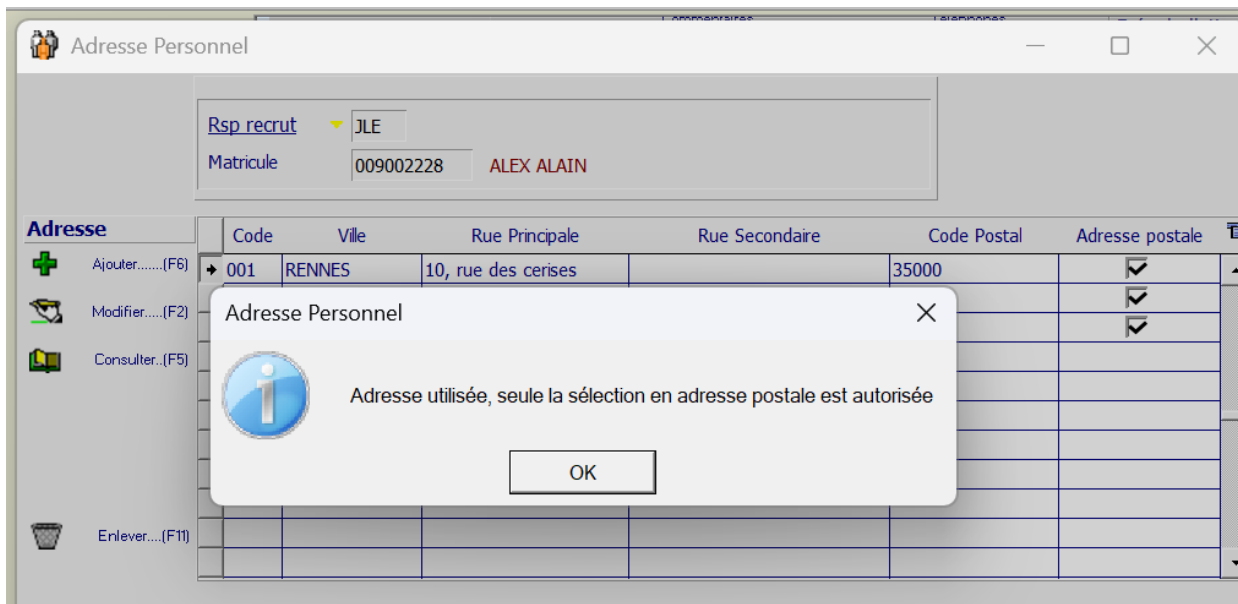 Adresse Personnel
Rsp recrut JLE
Matricule 009002228 ALEX ALAIN
Adresse
Code Ville Rue Principale Rue Secondaire Code Postal Adresse postale
Ajouter.......(F6)
001 RENNES 10, rue des cerises 35000
Modifier.....(F2)
Consulter..(F5)
Adresse Personnel
Adresse utilisée, seule la sélection en adresse postale est autorisée
OK
Enlever....(F11)